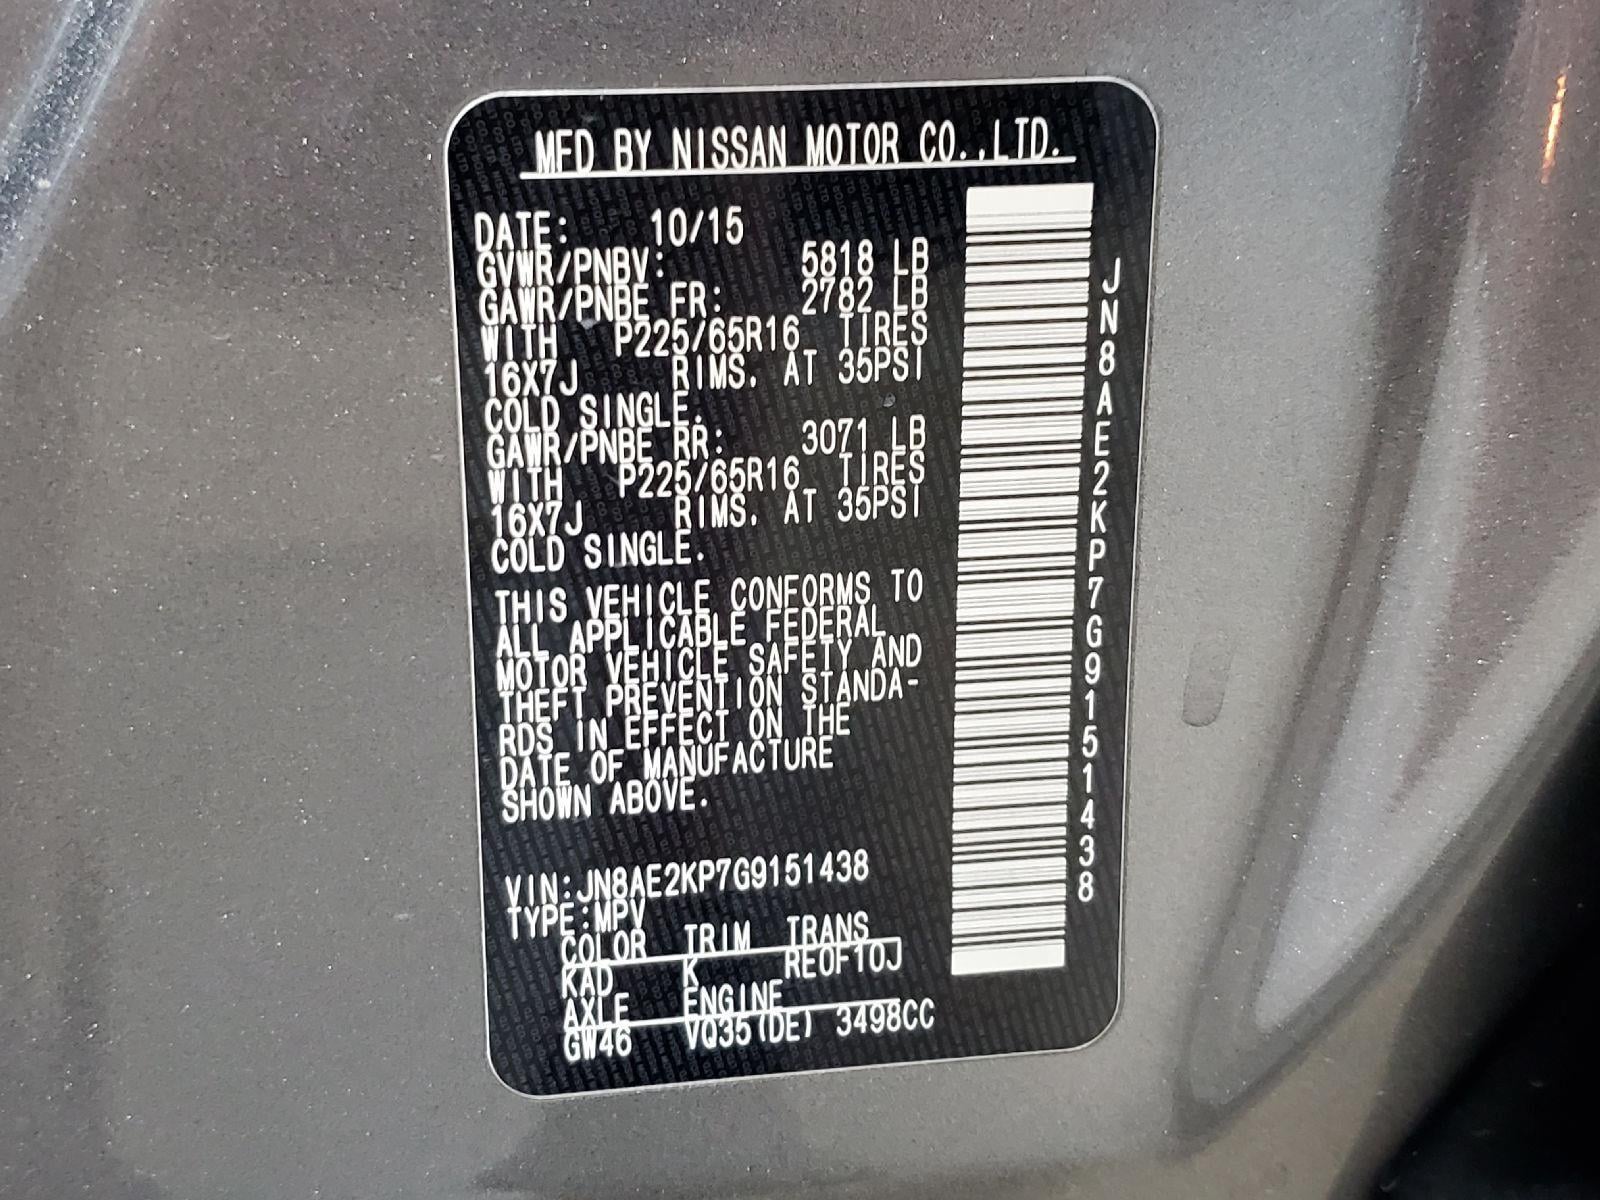 MFD BY NISSAN MOTOR CO.,LTD.
DATE: 10/15
GVWR/PNBV: 5818 LB
GAWR/PNBE FR: 2782 LB
WITH P225/65R16 TIRES
16X7J RIMS. AT 35PSI
COLD SINGLE.
GAWR/PNBE RR: 3071 LB
WITH P225/65R16 TIRES
16X7J RIMS. AT 35PSI
COLD SINGLE.
THIS VEHICLE CONFORMS TO
ALL APPLICABLE FEDERAL
MOTOR VEHICLE SAFETY AND
THEFT PREVENTION STANDA-
RDS IN EFFECT ON THE
DATE OF MANUFACTURE
SHOWN ABOVE.
VIN:JN8AE2KP7G9151438
TYPE:MPV
COLOR TRIM TRANS
KAD K RE0F10J
AXLE ENGINE
GW46 VQ35(DE) 3498CC
JN8AE2KP7G9151438